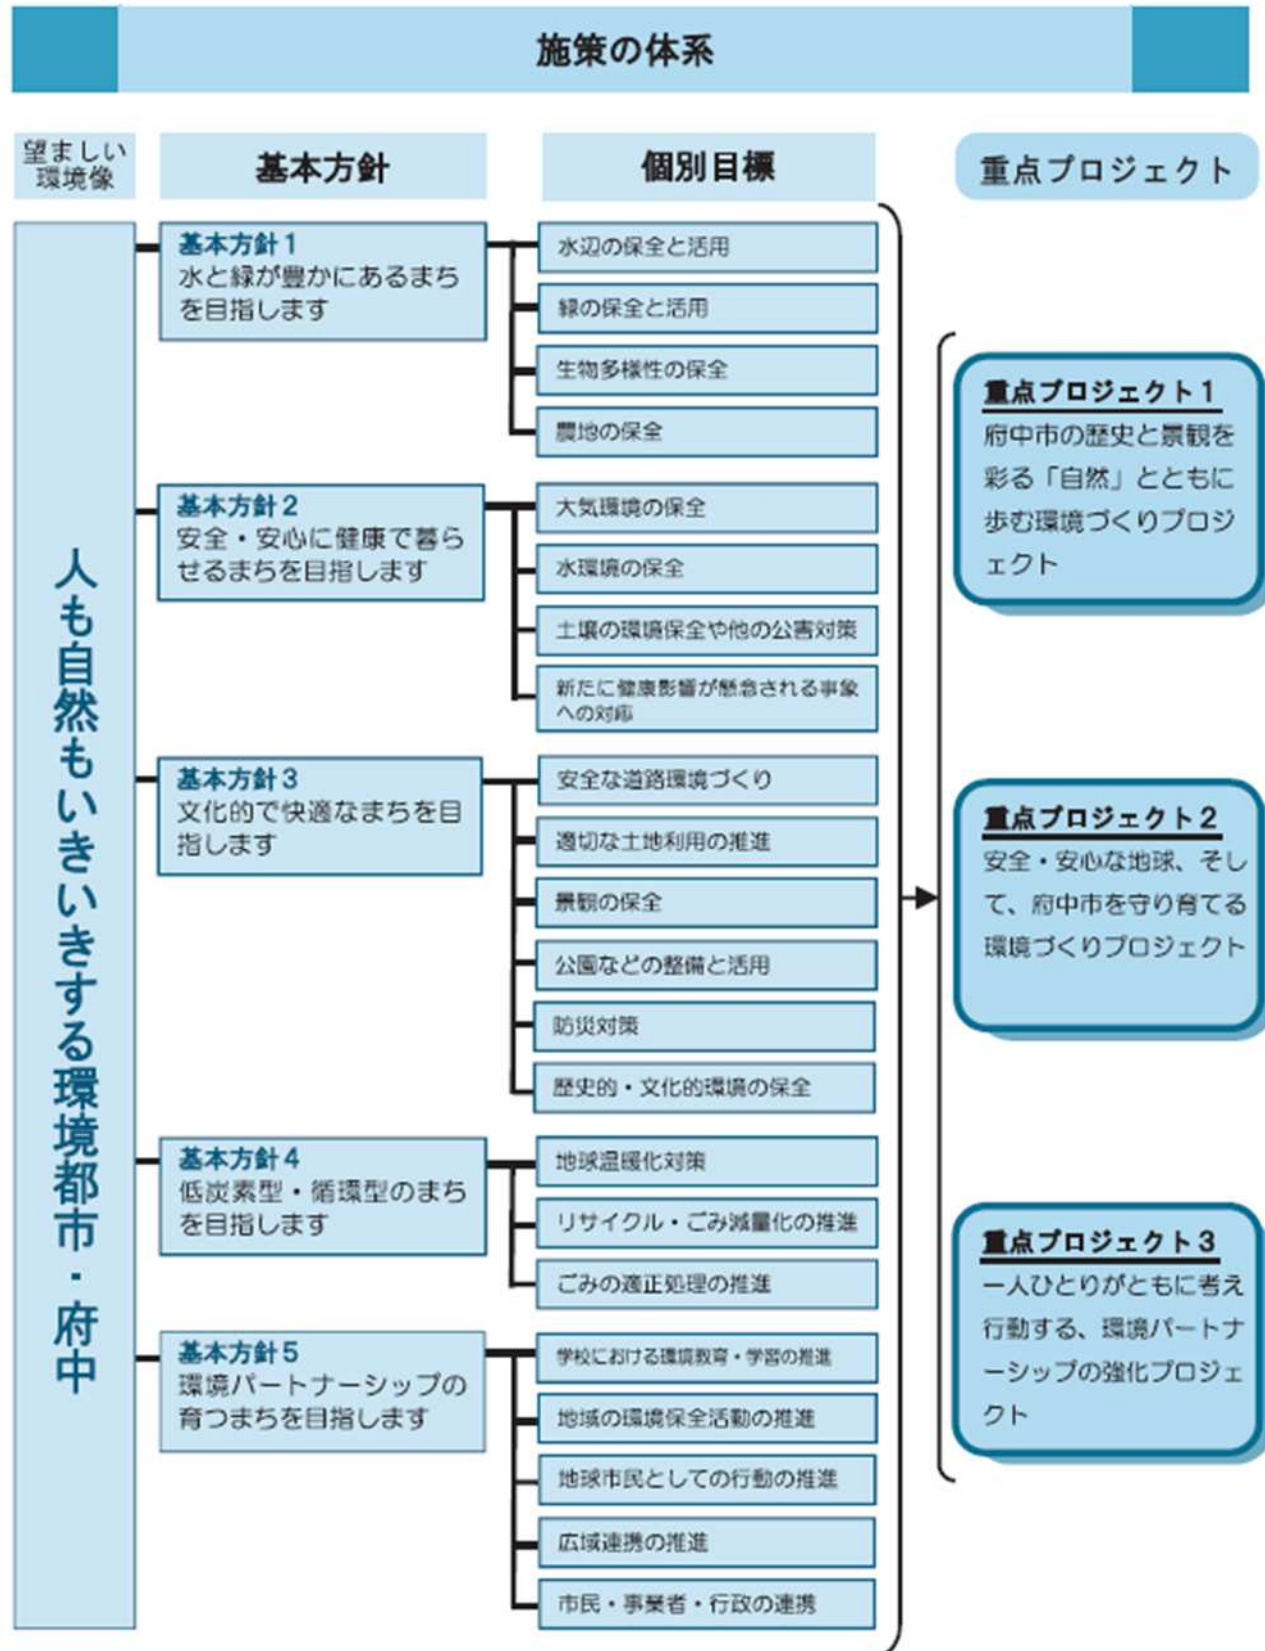 施策の体系
望ましい
環境像
基本方針
個別目標
重点プロジェクト
人も自然もいきいきする環境都市・府中
基本方針1
水と緑が豊かにあるまち
を目指します
水辺の保全と活用
緑の保全と活用
生物多様性の保全
農地の保全
基本方針2
安全・安心に健康で暮ら
せるまちを目指します
大気環境の保全
水環境の保全
土壌の環境保全や他の公害対策
新たに健康影響が懸念される事象
への対応
基本方針3
文化的で快適なまちを目
指します
安全な道路環境づくり
適切な土地利用の推進
景観の保全
公園などの整備と活用
防災対策
歴史的・文化的環境の保全
基本方針4
低炭素型・循環型のまち
を目指します
地球温暖化対策
リサイクル・ごみ減量化の推進
ごみの適正処理の推進
基本方針5
環境パートナーシップの
育つまちを目指します
学校における環境教育・学習の推進
地域の環境保全活動の推進
地球市民としての行動の推進
広域連携の推進
市民・事業者・行政の連携
重点プロジェクト1
府中市の歴史と景観を
彩る「自然」とともに
歩む環境づくりプロジ
ェクト
重点プロジェクト2
安全・安心な地球、そし
て、府中市を守り育てる
環境づくりプロジェクト
重点プロジェクト3
一人ひとりがともに考え
行動する、環境パートナ
ーシップの強化プロジェ
クト